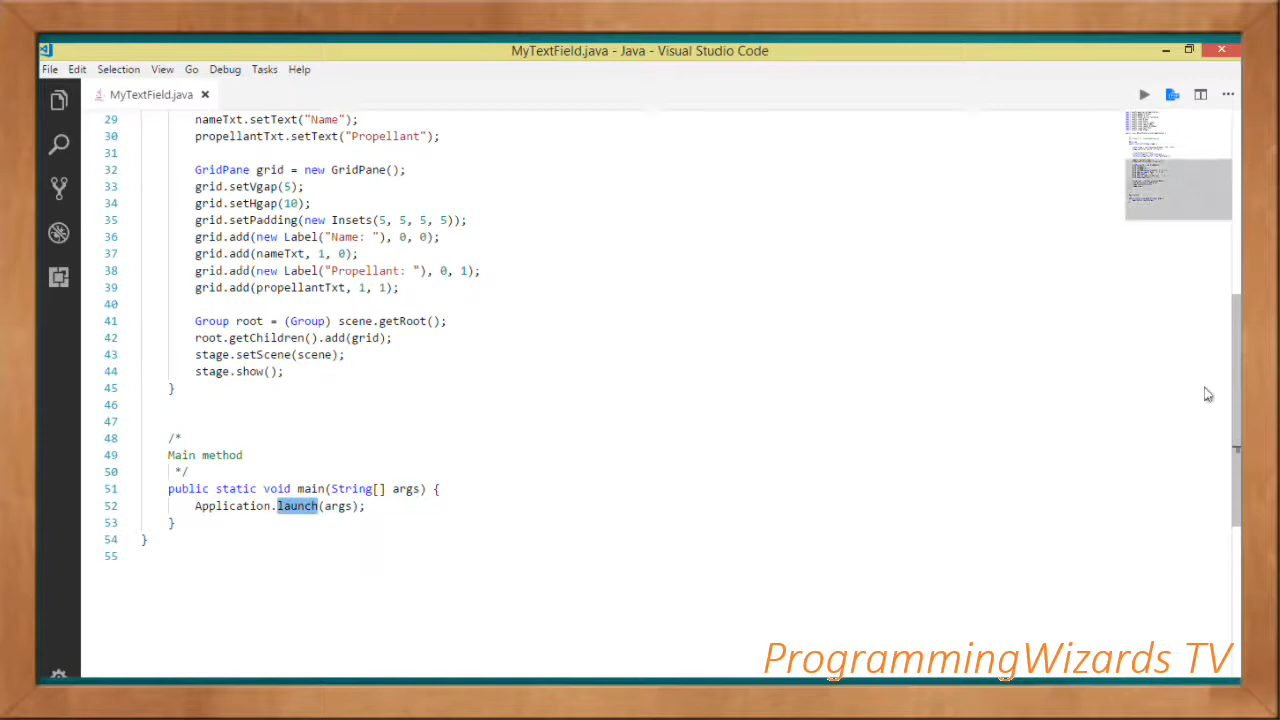 MyTextField.java - Java - Visual Studio Code
File Edit Selection View Go Debug Tasks Help
MyTextField.java
29 nameTxt.setText("Name");
30 propellantTxt.setText("Propellant");
31
32 GridPane grid = new GridPane();
33 grid.setVgap(5);
34 grid.setHgap(10);
35 grid.setPadding(new Insets(5, 5, 5, 5));
36 grid.add(new Label("Name: "), 0, 0);
37 grid.add(nameTxt, 1, 0);
38 grid.add(new Label("Propellant: "), 0, 1);
39 grid.add(propellantTxt, 1, 1);
40
41 Group root = (Group) scene.getRoot();
42 root.getChildren().add(grid);
43 stage.setScene(scene);
44 stage.show();
45 }
46
47
48 /*
49 Main method
50 */
51 public static void main(String[] args) {
52 Application.launch(args);
53 }
54 }
55
ProgrammingWizards TV